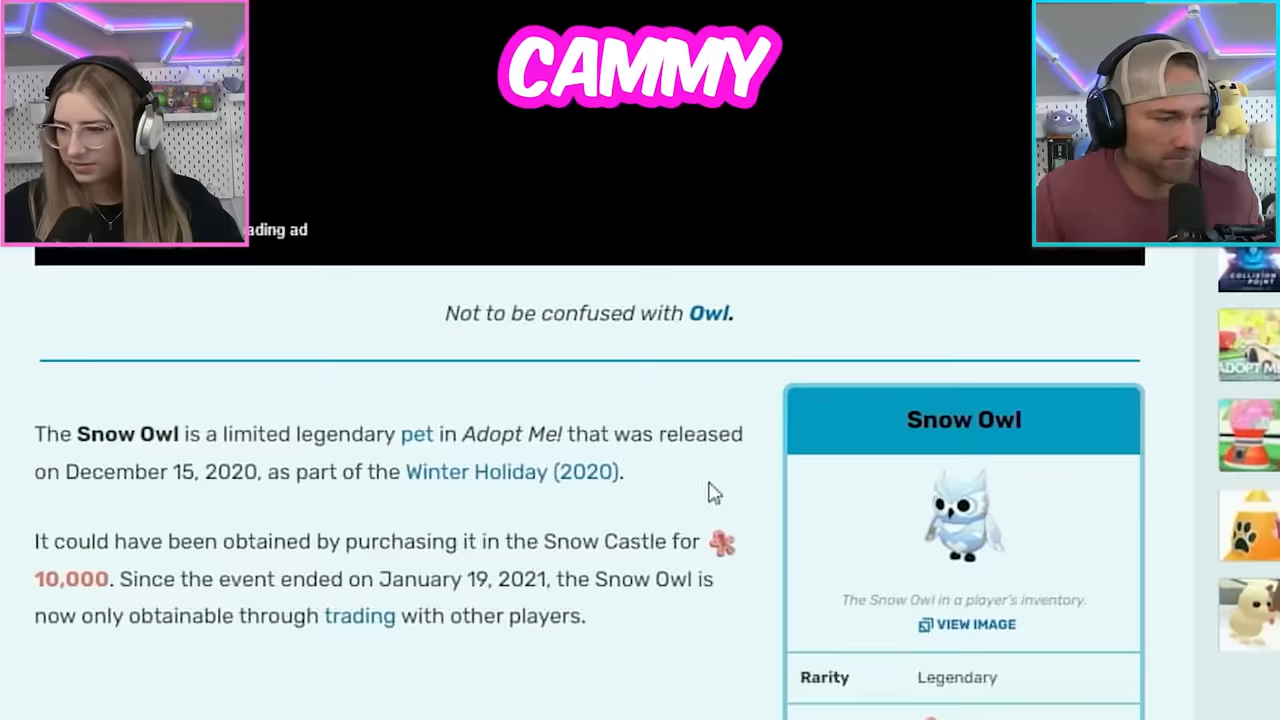 CAMMY
ading ad
Not to be confused with Owl.
The Snow Owl is a limited legendary pet in Adopt Me! that was released
on December 15, 2020, as part of the Winter Holiday (2020).
It could have been obtained by purchasing it in the Snow Castle for
10,000. Since the event ended on January 19, 2021, the Snow Owl is
now only obtainable through trading with other players.
Snow Owl
The Snow Owl in a player's inventory.
VIEW IMAGE
Rarity Legendary
COLLISION
POINT
ADOPT ME